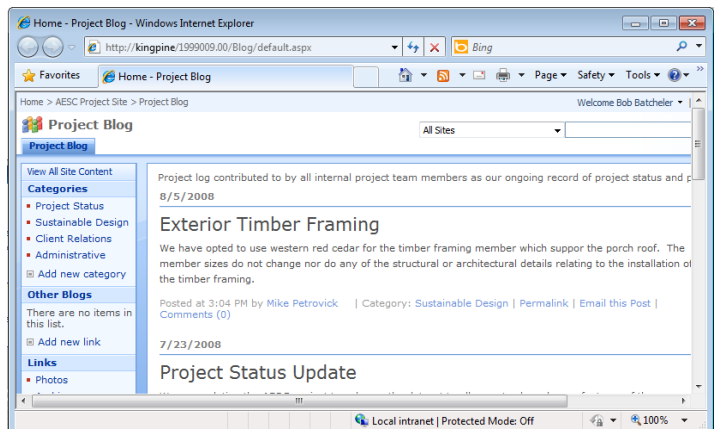 Home - Project Blog - Windows Internet Explorer
http://kingpine/1999009.00/Blog/default.aspx
Bing
Favorites
Home - Project Blog
Page
Safety
Tools
Home > AESC Project Site > Project Blog
Welcome Bob Batcheler
Project Blog
All Sites
Project Blog
View All Site Content
Categories
Project Status
Sustainable Design
Client Relations
Administrative
Add new category
Other Blogs
There are no items in
this list.
Add new link
Links
Photos
Project log contributed to by all internal project team members as our ongoing record of project status and
8/5/2008
Exterior Timber Framing
We have opted to use western red cedar for the timber framing member which suppor the porch roof. The
member sizes do not change nor do any of the structural or architectural details relating to the installation of
the timber framing.
Posted at 3:04 PM by Mike Petrovick | Category: Sustainable Design | Permalink | Email this Post |
Comments (0)
7/23/2008
Project Status Update
Local intranet | Protected Mode: Off
100%